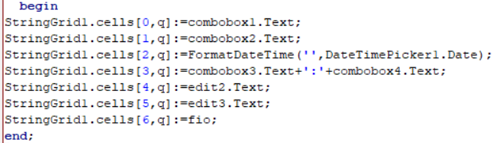 begin
StringGrid1.cells[0,q]:=combobox1.Text;
StringGrid1.cells[1,q]:=combobox2.Text;
StringGrid1.cells[2,q]:=FormatDateTime('',DateTimePicker1.Date);
StringGrid1.cells[3,q]:=combobox3.Text+':'+combobox4.Text;
StringGrid1.cells[4,q]:=edit2.Text;
StringGrid1.cells[5,q]:=edit3.Text;
StringGrid1.cells[6,q]:=fio;
end;